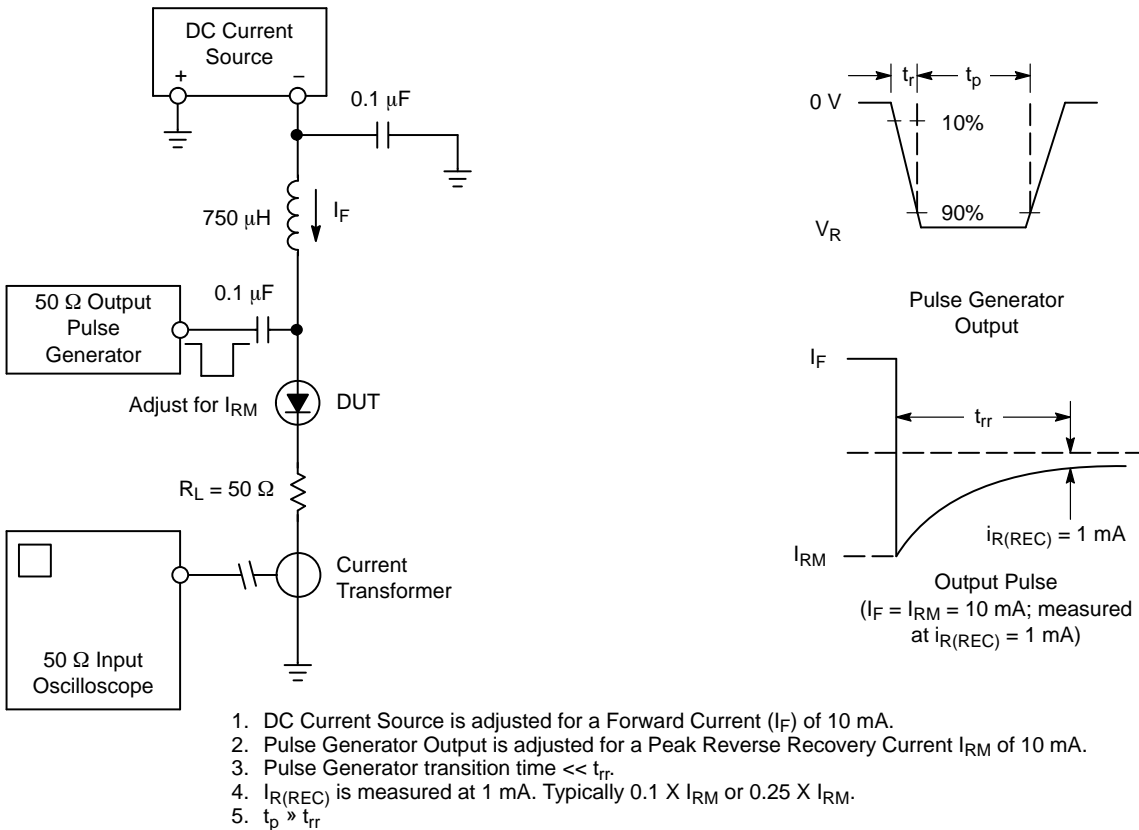 DC Current
Source
+
−
0.1 μF
750 μH
I_F
0.1 μF
50 Ω Output
Pulse
Generator
Adjust for I_RM
DUT
R_L = 50 Ω
Current
Transformer
50 Ω Input
Oscilloscope
t_r
t_p
0 V
10%
90%
V_R
Pulse Generator
Output
I_F
t_rr
i_R(REC) = 1 mA
I_RM
Output Pulse
(I_F = I_RM = 10 mA; measured
at i_R(REC) = 1 mA)
1. DC Current Source is adjusted for a Forward Current (I_F) of 10 mA.
2. Pulse Generator Output is adjusted for a Peak Reverse Recovery Current I_RM of 10 mA.
3. Pulse Generator transition time << t_rr.
4. I_R(REC) is measured at 1 mA. Typically 0.1 X I_RM or 0.25 X I_RM.
5. t_p » t_rr